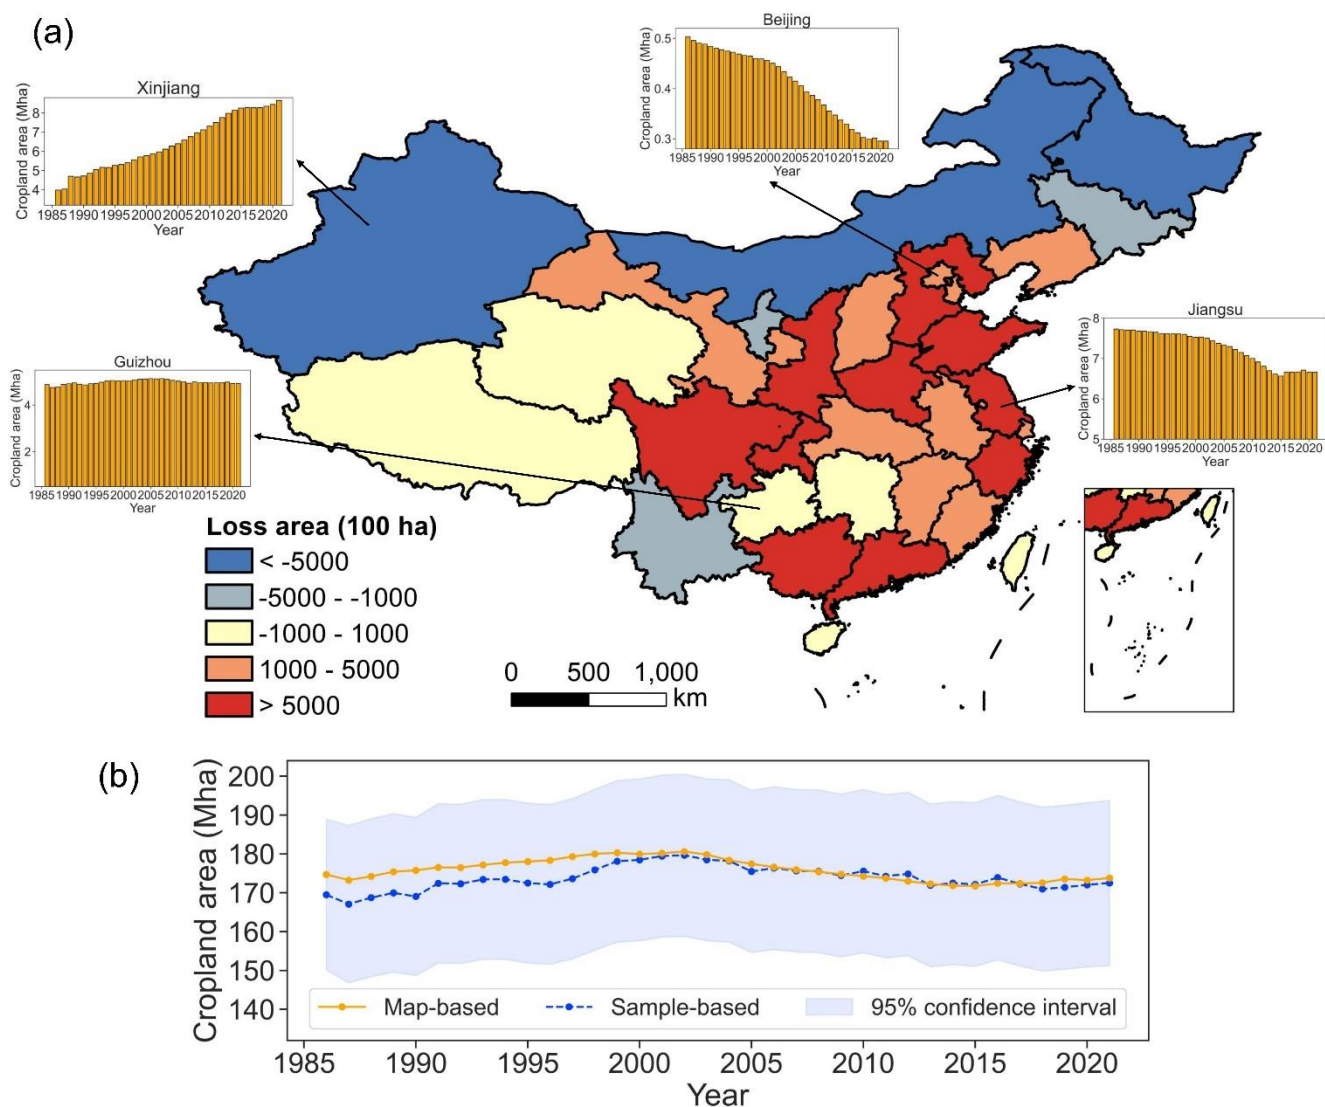 (a)
Beijing
Cropland area (Mha)
0.5
0.4
0.3
1985 1990 1995 2000 2005 2010 2015 2020
Year
Xinjiang
Cropland area (Mha)
8
7
6
5
4
1985 1990 1995 2000 2005 2010 2015 2020
Year
Jiangsu
Cropland area (Mha)
8
7
6
5
1985 1990 1995 2000 2005 2010 2015 2020
Year
Guizhou
Cropland area (Mha)
4
2
1985 1990 1995 2000 2005 2010 2015 2020
Year
Loss area (100 ha)
< -5000
-5000 - -1000
-1000 - 1000
1000 - 5000
> 5000
0 500 1,000
km
(b)
Cropland area (Mha)
200
190
180
170
160
150
140
Map-based Sample-based 95% confidence interval
1985 1990 1995 2000 2005 2010 2015 2020
Year